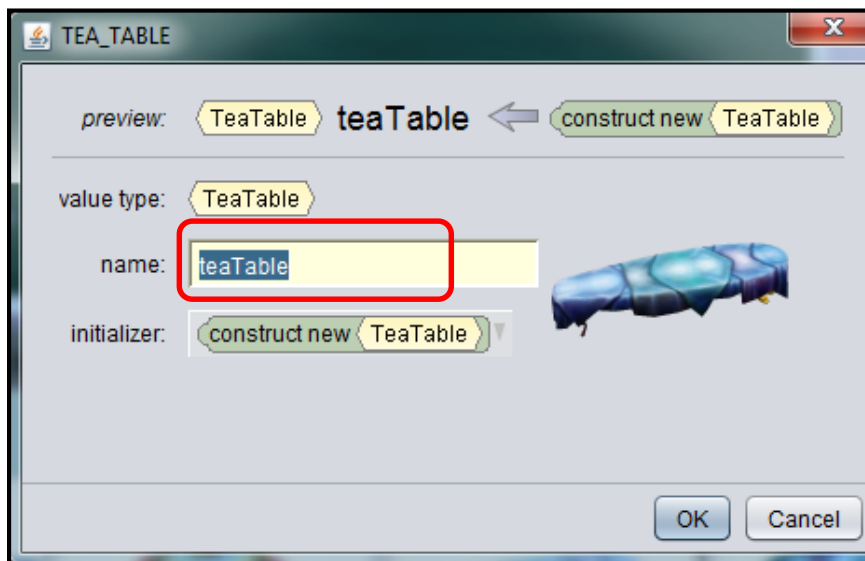 TEA_TABLE
preview: TeaTable teaTable construct new TeaTable
value type: TeaTable
name: teaTable
initializer: construct new TeaTable
OK Cancel